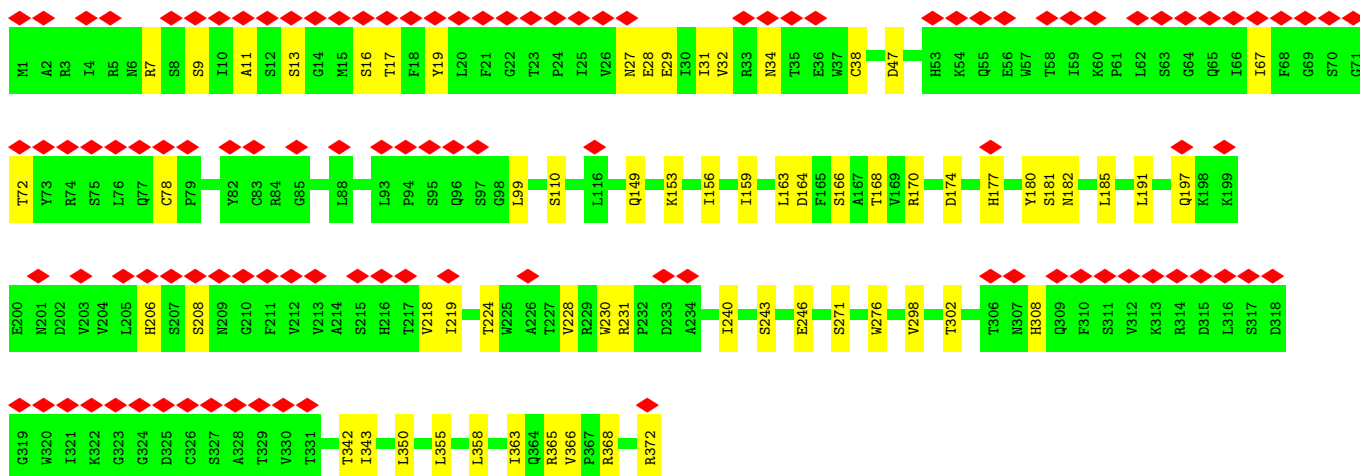 M1 A2 R3 I4 R5 N6 R7 S8 S9 I10 A11 S12 S13 G14 M15 S16 T17 F18 Y19 L20 F21 G22 T23 P24 I25 V26 N27 E28 E29 I30 I31 V32 R33 N34 T35 E36 W37 C38 D47 H53 K54 Q55 E56 W57 T58 I59 K60 P61 L62 S63 G64 Q65 I66 I67 F68 G69 S70 G71
T72 Y73 R74 S75 L76 Q77 C78 P79 Y82 C83 R84 G85 L88 L93 P94 S95 Q96 S97 G98 L99 S110 L116 Q149 K153 I156 I159 L163 D164 F165 S166 A167 T168 V169 R170 D174 H177 Y180 S181 N182 L185 L191 Q197 K198 K199
E200 N201 D202 V203 V204 L205 H206 S207 S208 N209 G210 F211 V212 V213 A214 S215 H216 T217 V218 I219 T224 W225 A226 T227 V228 R229 W230 R231 P232 D233 A234 I240 S243 E246 S271 W276 V298 T302 T306 N307 H308 Q309 F310 S311 V312 K313 R314 D315 L316 S317 D318
G319 W320 I321 K322 G323 G324 D325 C326 S327 A328 T329 V330 T331 T342 I343 L350 L355 L358 I363 Q364 R365 V366 P367 R368 R372